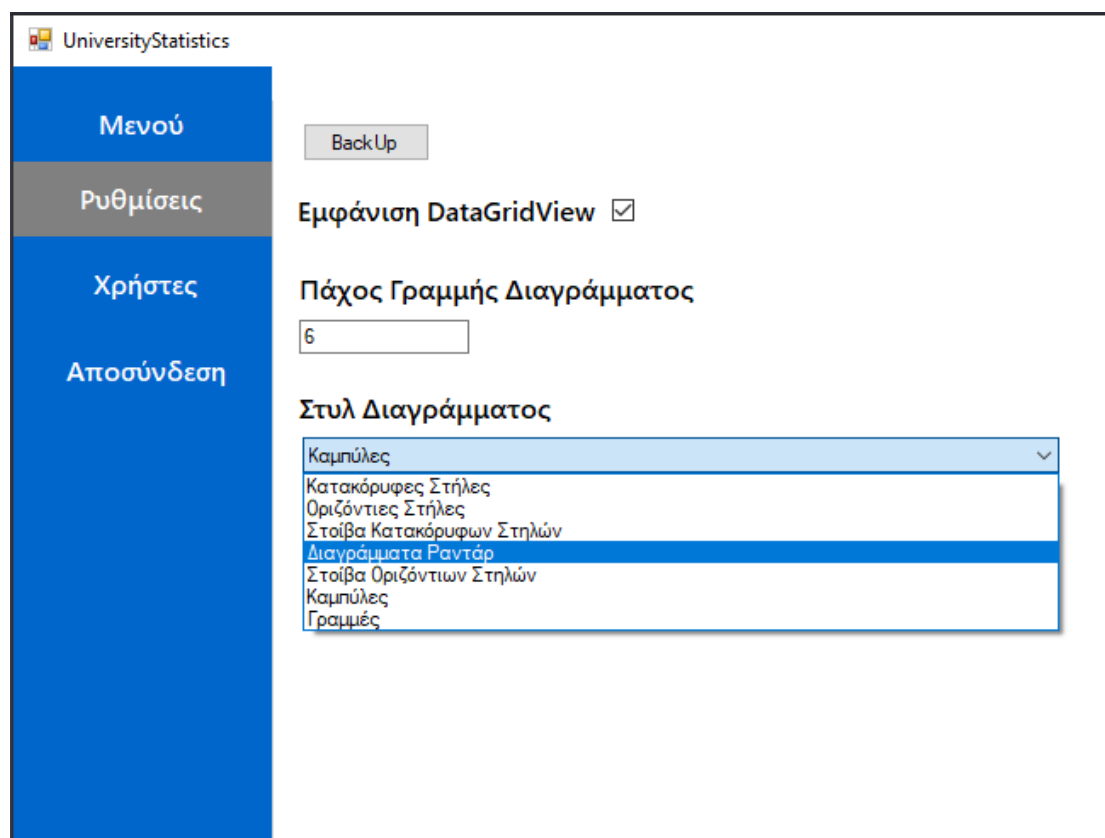 UniversityStatistics
Μενού
Ρυθμίσεις
Χρήστες
Αποσύνδεση
BackUp
Εμφάνιση DataGridView
Πάχος Γραμμής Διαγράμματος
6
Στυλ Διαγράμματος
Καμπύλες
Κατακόρυφες Στήλες
Οριζόντιες Στήλες
Στοίβα Κατακόρυφων Στηλών
Διαγράμματα Ραντάρ
Στοίβα Οριζόντιων Στηλών
Καμπύλες
Γραμμές